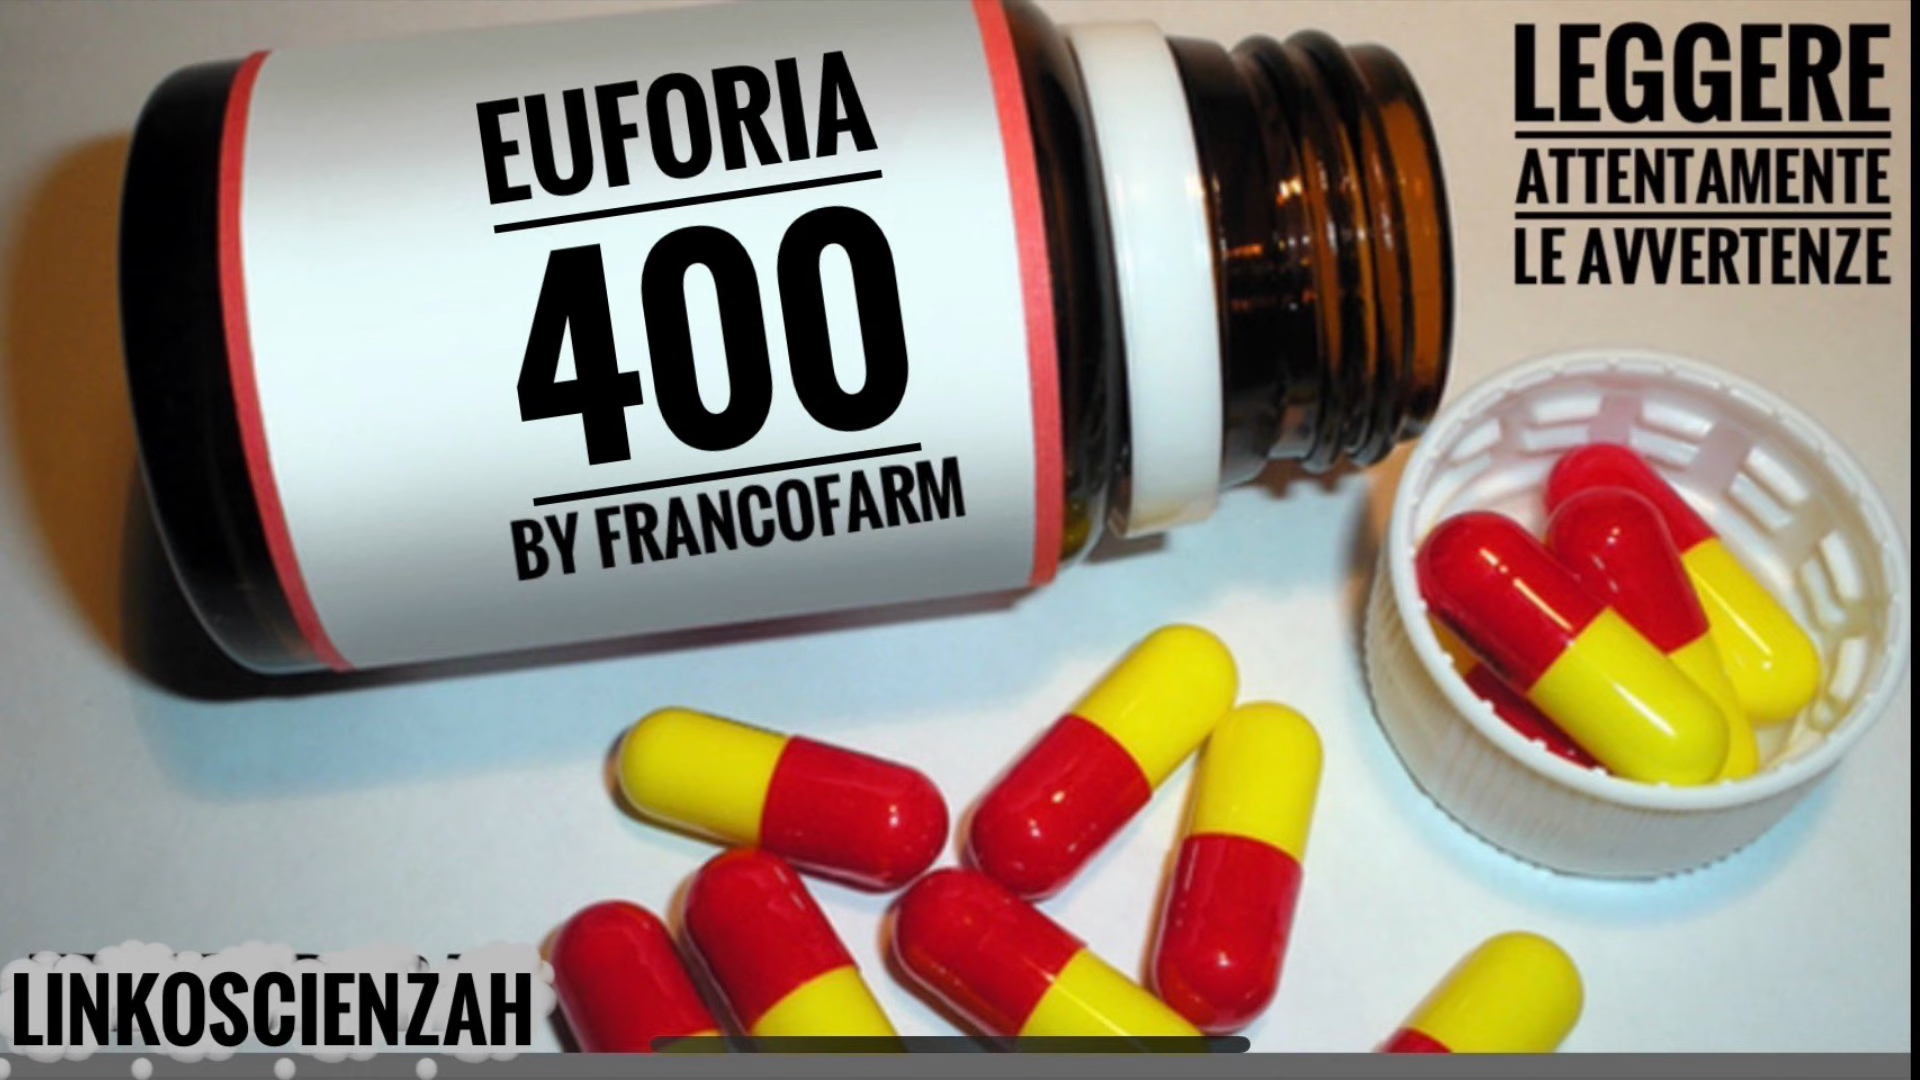 EUFORIA
400
BY FRANCOFARM
LEGGERE
ATTENTAMENTE
LE AVVERTENZE
LINKOSCIENZAH